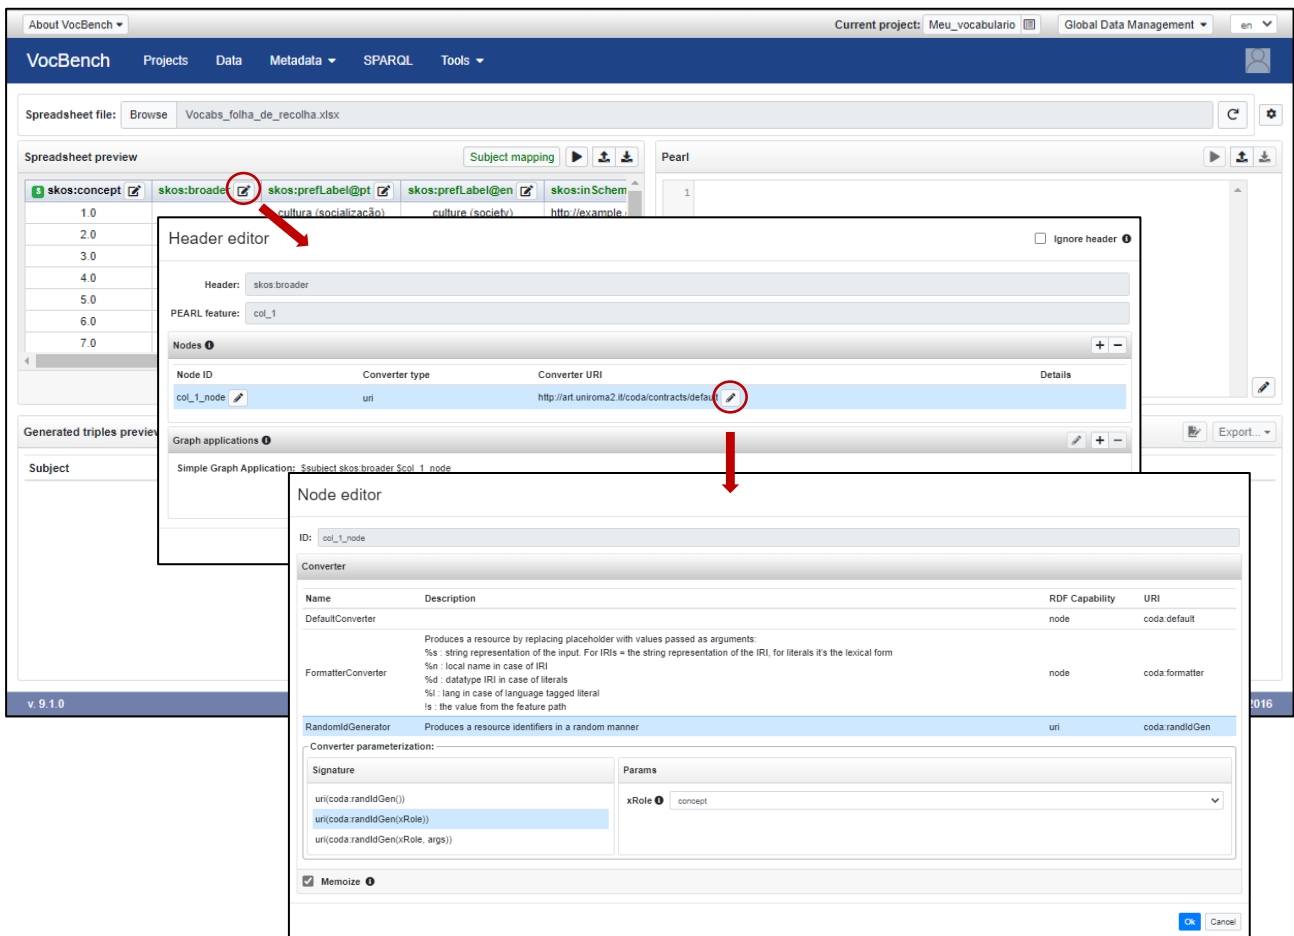 About VocBench
Current project: Meu_vocabulario
Global Data Management
en
VocBench Projects Data Metadata SPARQL Tools
Spreadsheet file: Browse Vocabs_folha_de_recolha.xlsx
Spreadsheet preview
Subject mapping
Pearl
S skos:concept skos:broader skos:prefLabel@pt skos:prefLabel@en skos:inSchem
1
1.0 cultura (socialização) culture (society) http://example.
2.0
3.0
4.0
5.0
6.0
7.0
Header editor
Ignore header
Header: skos:broader
PEARL feature: col_1
Nodes
Node ID Converter type Converter URI Details
col_1_node uri http://art.uniroma2.it/coda/contracts/default
Generated triples preview
Export...
Graph applications
Subject
Simple Graph Application: $subject skos:broader $col_1_node
Node editor
ID: col_1_node
Converter
Name Description RDF Capability URI
DefaultConverter node coda:default
Produces a resource by replacing placeholder with values passed as arguments:
%s : string representation of the input. For IRIs = the string representation of the IRI, for literals it's the lexical form
%n : local name in case of IRI
FormatterConverter node coda:formatter
%d : datatype IRI in case of literals
%l : lang in case of language tagged literal
!s : the value from the feature path
v. 9.1.0
2016
RandomIdGenerator Produces a resource identifiers in a random manner uri coda:randIdGen
Converter parameterization:
Signature
Params
uri(coda:randIdGen())
xRole concept
uri(coda:randIdGen(xRole))
uri(coda:randIdGen(xRole, args))
Memoize
Ok Cancel